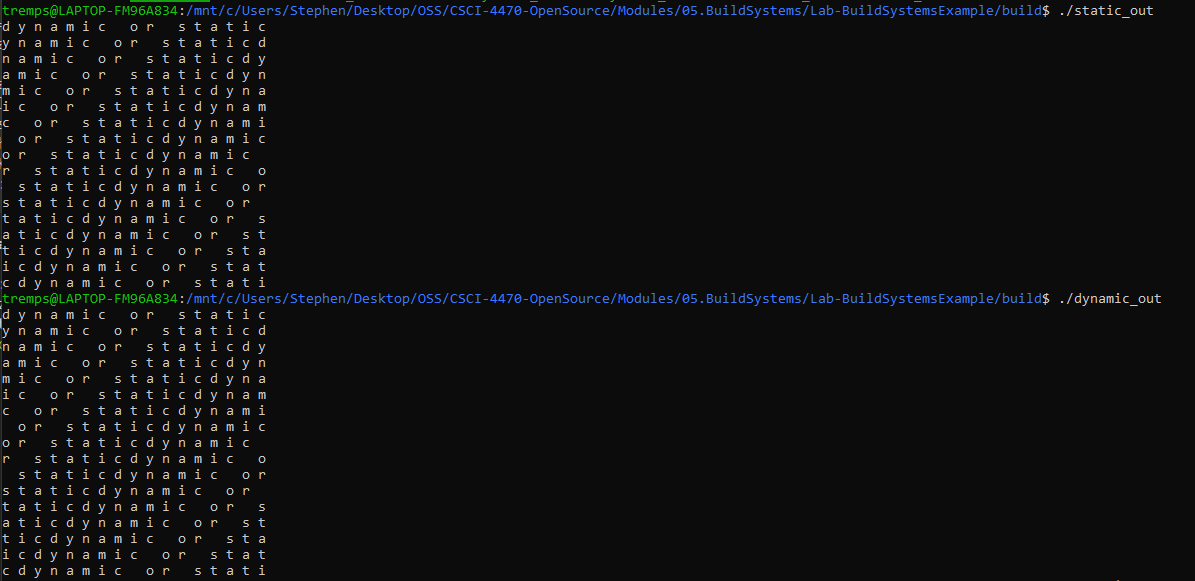 tremps@LAPTOP-FM96A834:/mnt/c/Users/Stephen/Desktop/OSS/CSCI-4470-OpenSource/Modules/05.BuildSystems/Lab-BuildSystemsExample/build$ ./static_out
d y n a m i c   o r   s t a t i c
y n a m i c   o r   s t a t i c d
n a m i c   o r   s t a t i c d y
a m i c   o r   s t a t i c d y n
m i c   o r   s t a t i c d y n a
i c   o r   s t a t i c d y n a m
c   o r   s t a t i c d y n a m i
  o r   s t a t i c d y n a m i c
o r   s t a t i c d y n a m i c
r   s t a t i c d y n a m i c   o
  s t a t i c d y n a m i c   o r
s t a t i c d y n a m i c   o r
t a t i c d y n a m i c   o r   s
a t i c d y n a m i c   o r   s t
t i c d y n a m i c   o r   s t a
i c d y n a m i c   o r   s t a t
c d y n a m i c   o r   s t a t i
tremps@LAPTOP-FM96A834:/mnt/c/Users/Stephen/Desktop/OSS/CSCI-4470-OpenSource/Modules/05.BuildSystems/Lab-BuildSystemsExample/build$ ./dynamic_out
d y n a m i c   o r   s t a t i c
y n a m i c   o r   s t a t i c d
n a m i c   o r   s t a t i c d y
a m i c   o r   s t a t i c d y n
m i c   o r   s t a t i c d y n a
i c   o r   s t a t i c d y n a m
c   o r   s t a t i c d y n a m i
  o r   s t a t i c d y n a m i c
o r   s t a t i c d y n a m i c
r   s t a t i c d y n a m i c   o
  s t a t i c d y n a m i c   o r
s t a t i c d y n a m i c   o r
t a t i c d y n a m i c   o r   s
a t i c d y n a m i c   o r   s t
t i c d y n a m i c   o r   s t a
i c d y n a m i c   o r   s t a t
c d y n a m i c   o r   s t a t i